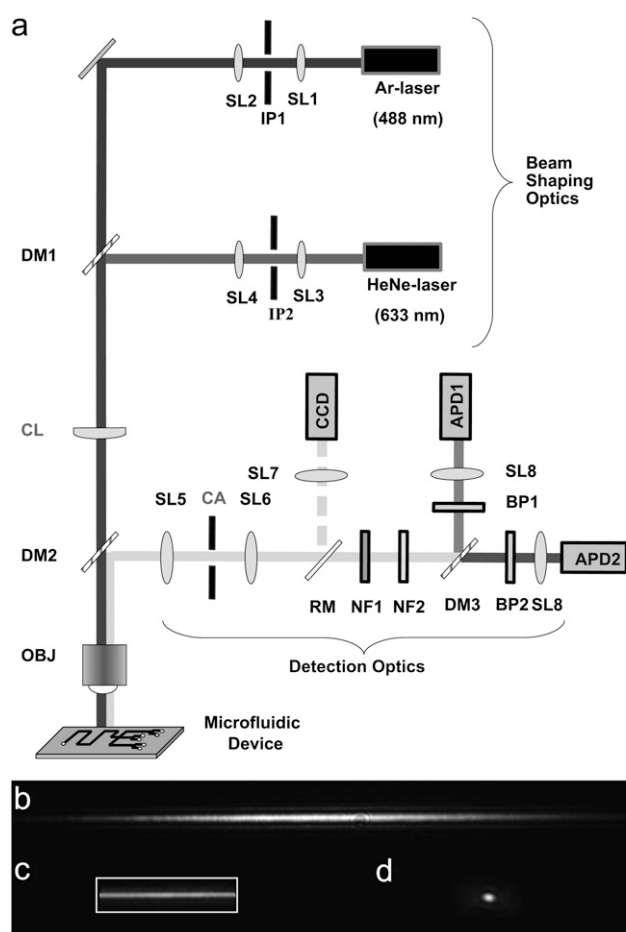 a
SL2
SL1
IP1
Ar-laser
(488 nm)
Beam
Shaping
Optics
DM1
SL4
SL3
IP2
HeNe-laser
(633 nm)
CL
CCD
APD1
SL7
SL8
SL5
CA
SL6
BP1
DM2
APD2
RM
NF1
NF2
DM3
BP2
SL8
OBJ
Detection Optics
Microfluidic
Device
b
c
d